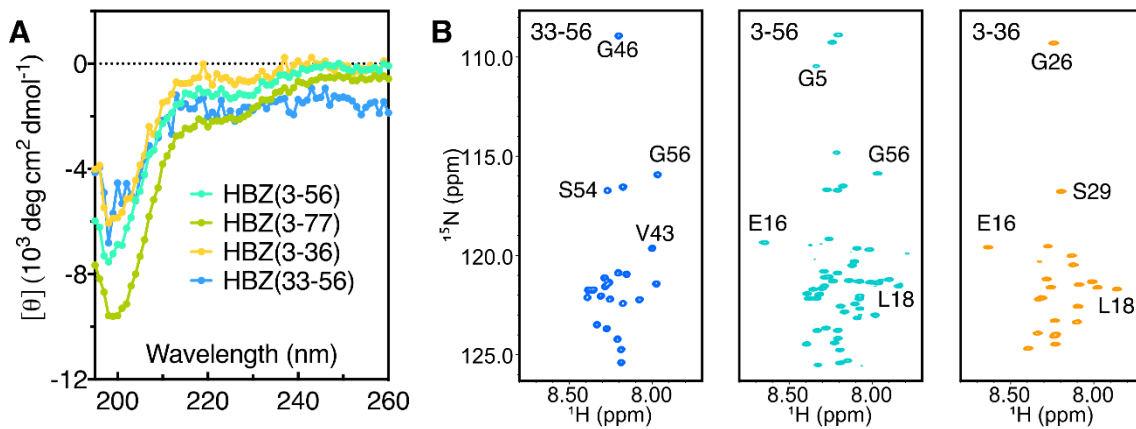 A
[θ] (10³ deg cm² dmol⁻¹)
0
-4
-8
-12
HBZ(3-56)
HBZ(3-77)
HBZ(3-36)
HBZ(33-56)
Wavelength (nm)
200 220 240 260
B
¹⁵N (ppm)
110.0
115.0
120.0
125.0
33-56
G46
G56
S54
V43
8.50 8.00
¹H (ppm)
3-56
G5
G56
E16
L18
8.50 8.00
¹H (ppm)
3-36
G26
S29
E16
L18
8.50 8.00
¹H (ppm)